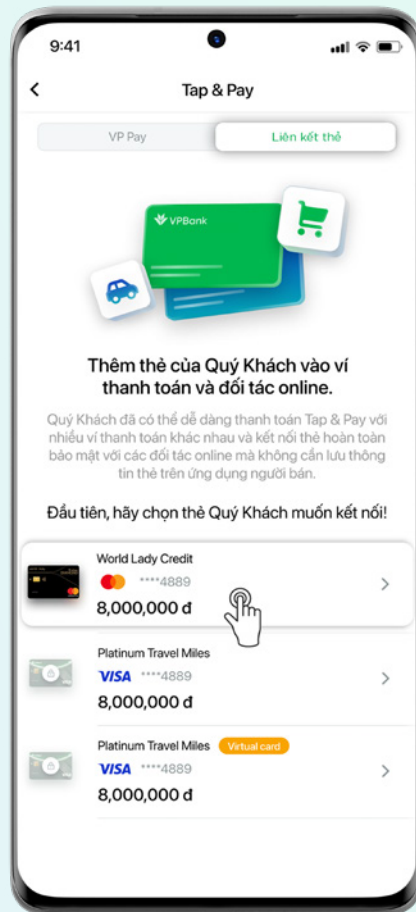 9:41
Tap & Pay
VP Pay
Liên kết thẻ
VPBank
Thêm thẻ của Quý Khách vào ví
thanh toán và đối tác online.
Quý Khách đã có thể dễ dàng thanh toán Tap & Pay với
nhiều ví thanh toán khác nhau và kết nối thẻ hoàn toàn
bảo mật với các đối tác online mà không cần lưu thông
tin thẻ trên ứng dụng người bán.
Đầu tiên, hãy chọn thẻ Quý Khách muốn kết nối!
World Lady Credit
****4889
8,000,000 đ
Platinum Travel Miles
VISA ****4889
8,000,000 đ
Platinum Travel Miles Virtual card
VISA ****4889
8,000,000 đ